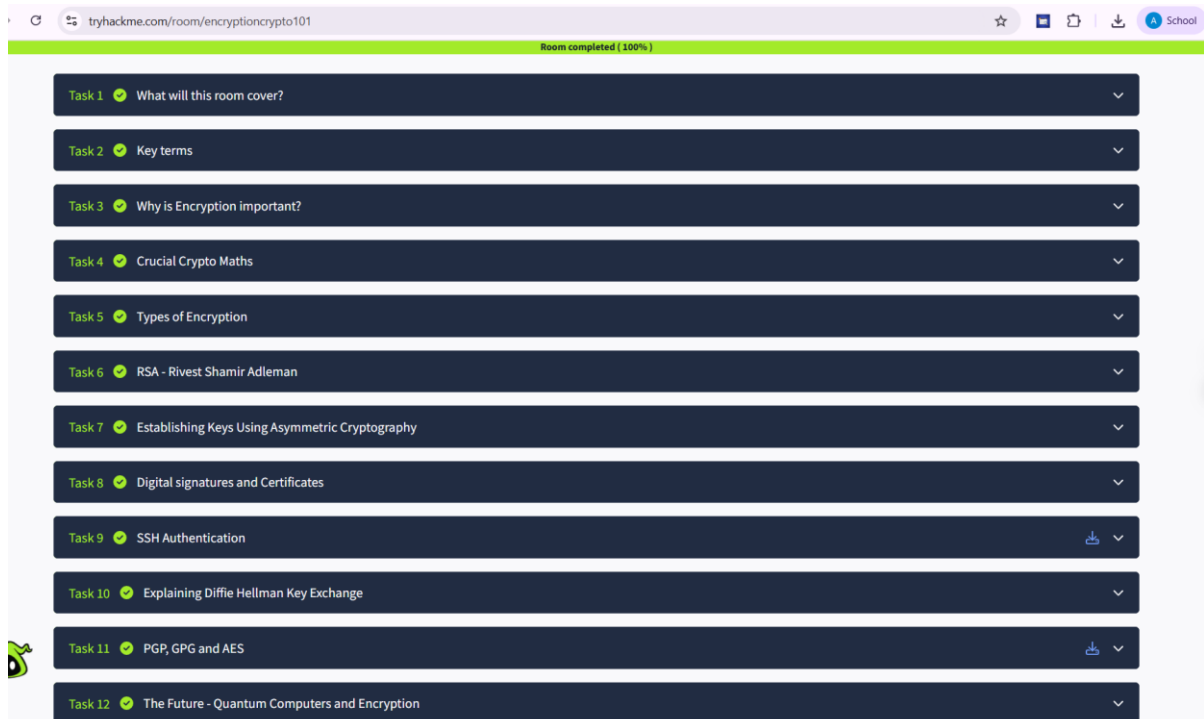 tryhackme.com/room/encryptioncrypto101
A School
Room completed ( 100% )
Task 1 What will this room cover?
Task 2 Key terms
Task 3 Why is Encryption important?
Task 4 Crucial Crypto Maths
Task 5 Types of Encryption
Task 6 RSA - Rivest Shamir Adleman
Task 7 Establishing Keys Using Asymmetric Cryptography
Task 8 Digital signatures and Certificates
Task 9 SSH Authentication
Task 10 Explaining Diffie Hellman Key Exchange
Task 11 PGP, GPG and AES
Task 12 The Future - Quantum Computers and Encryption